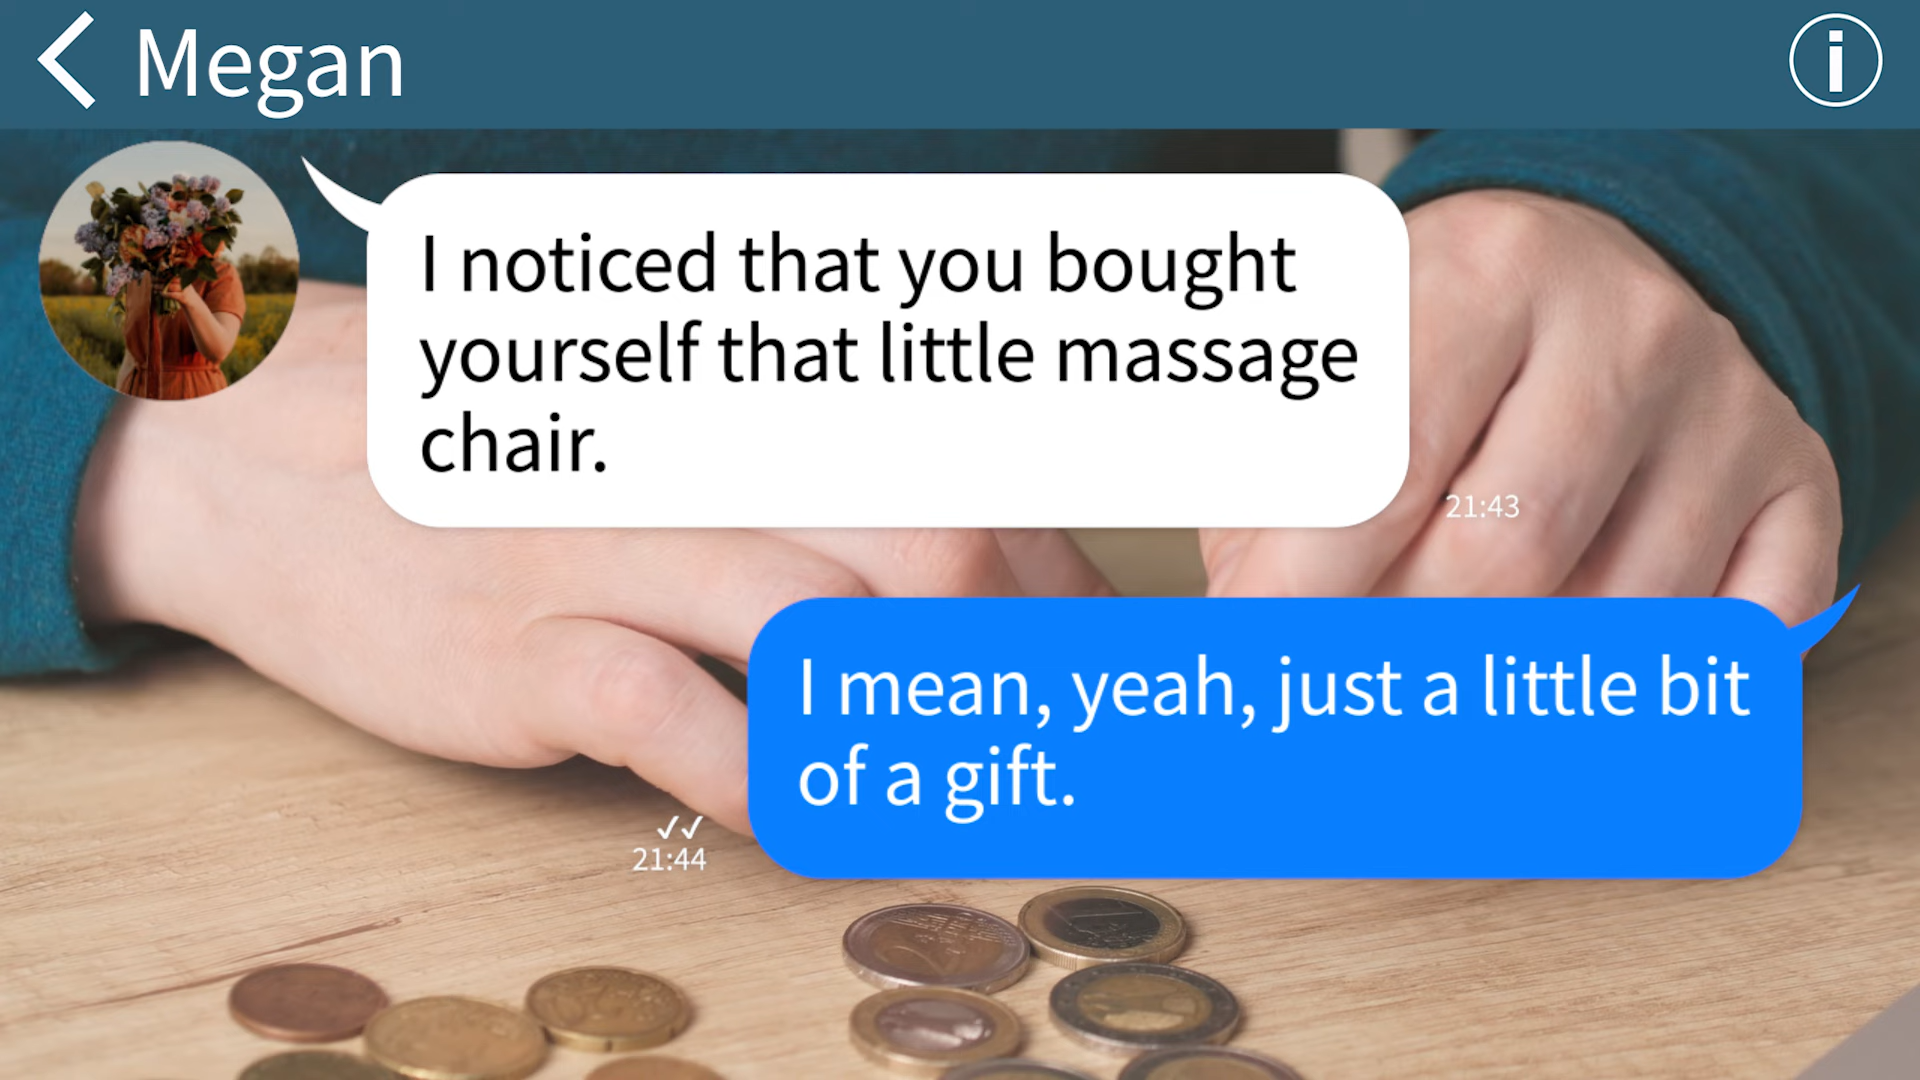 Megan
I noticed that you bought
yourself that little massage
chair.
21:43
I mean, yeah, just a little bit
of a gift.
21:44